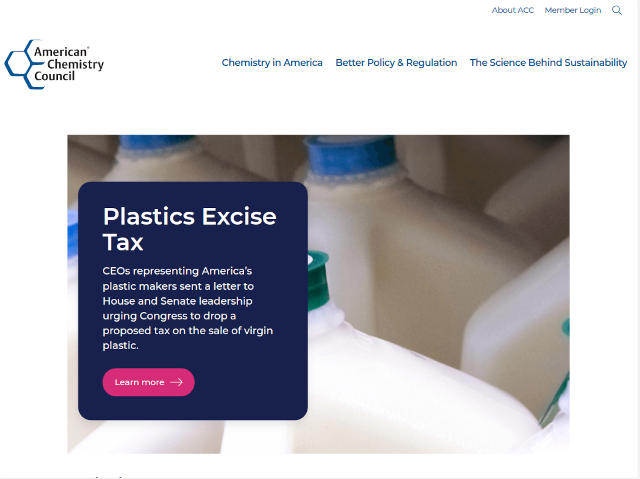 About ACC Member Login
American
Chemistry
Council
Chemistry in America Better Policy & Regulation The Science Behind Sustainability
Plastics Excise
Tax
CEOs representing America's
plastic makers sent a letter to
House and Senate leadership
urging Congress to drop a
proposed tax on the sale of virgin
plastic.
Learn more